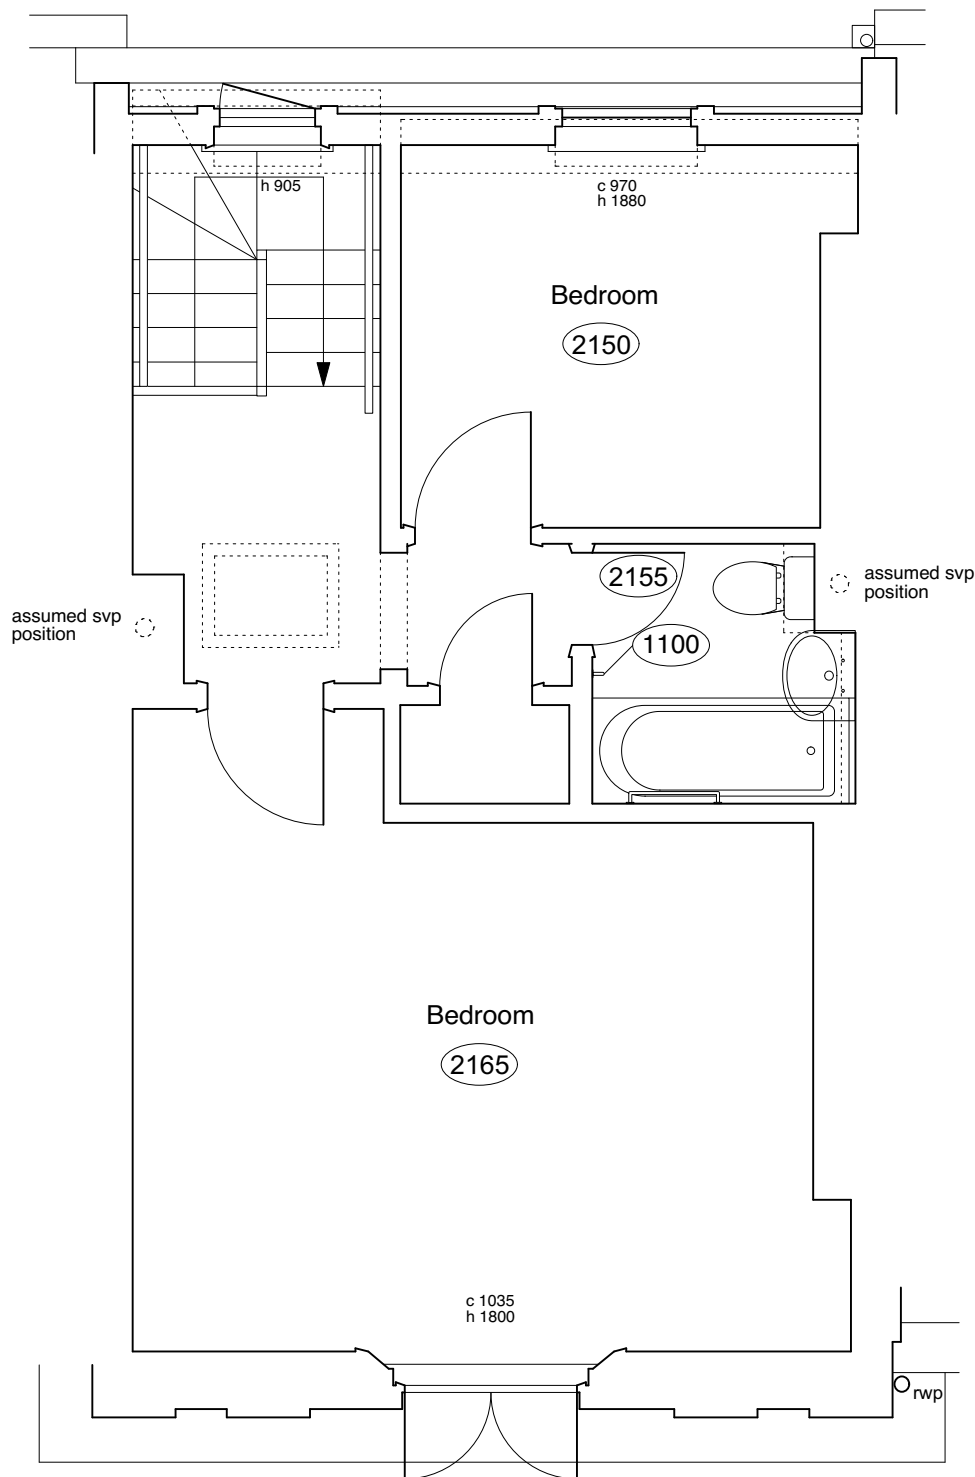 h 905
c 970
h 1880
Bedroom
2150
2155
assumed svp
position
assumed svp
position
1100
Bedroom
2165
c 1035
h 1800
rwp